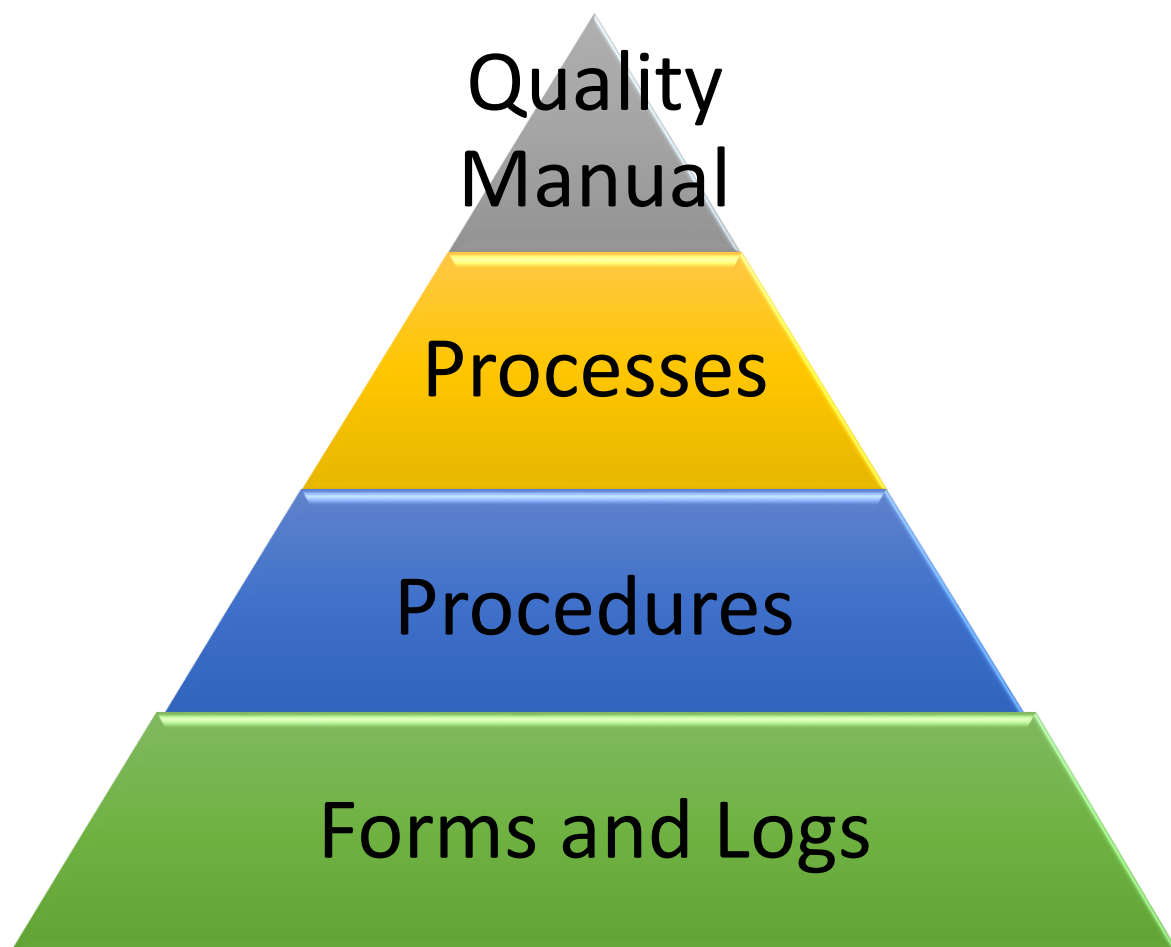 Quality
Manual
Processes
Procedures
Forms and Logs